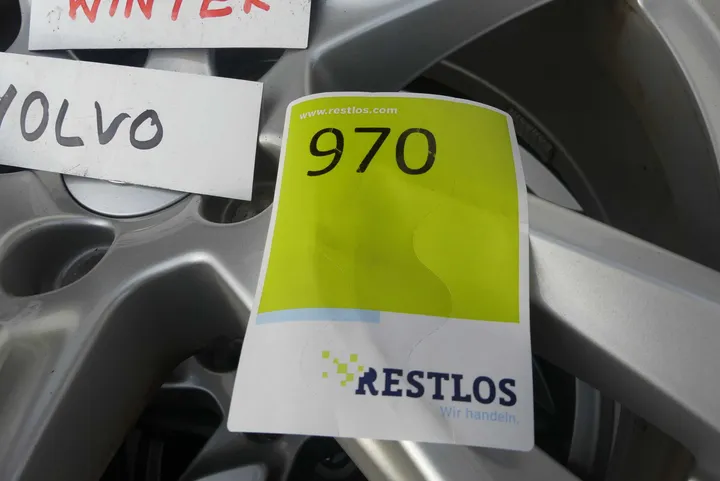 WINTER
VOLVO
www.restlos.com
970
RESTLOS
Wir handeln.